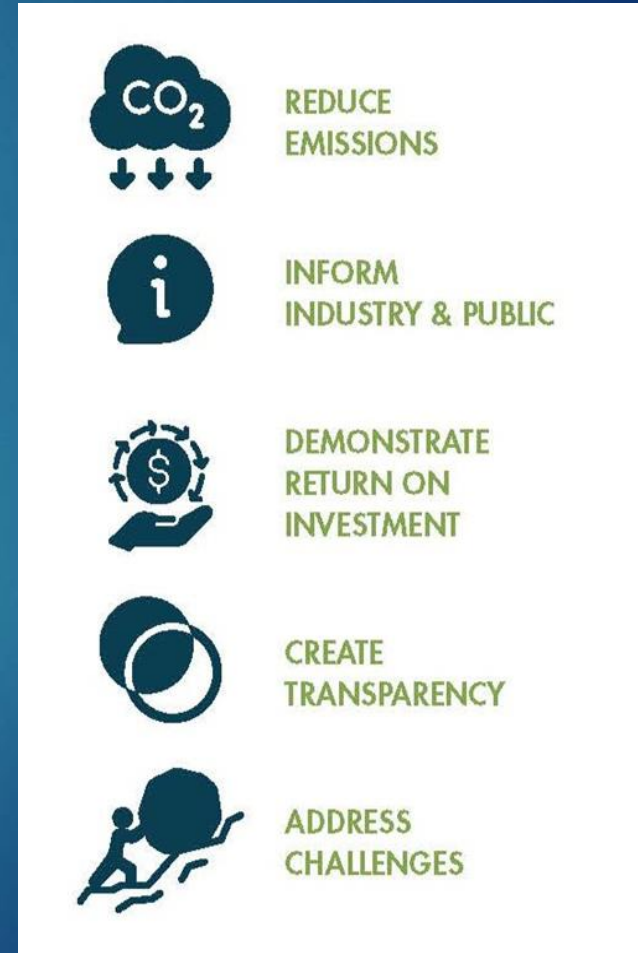 CO₂
REDUCE
EMISSIONS
i
INFORM
INDUSTRY & PUBLIC
$
DEMONSTRATE
RETURN ON
INVESTMENT
CREATE
TRANSPARENCY
ADDRESS
CHALLENGES